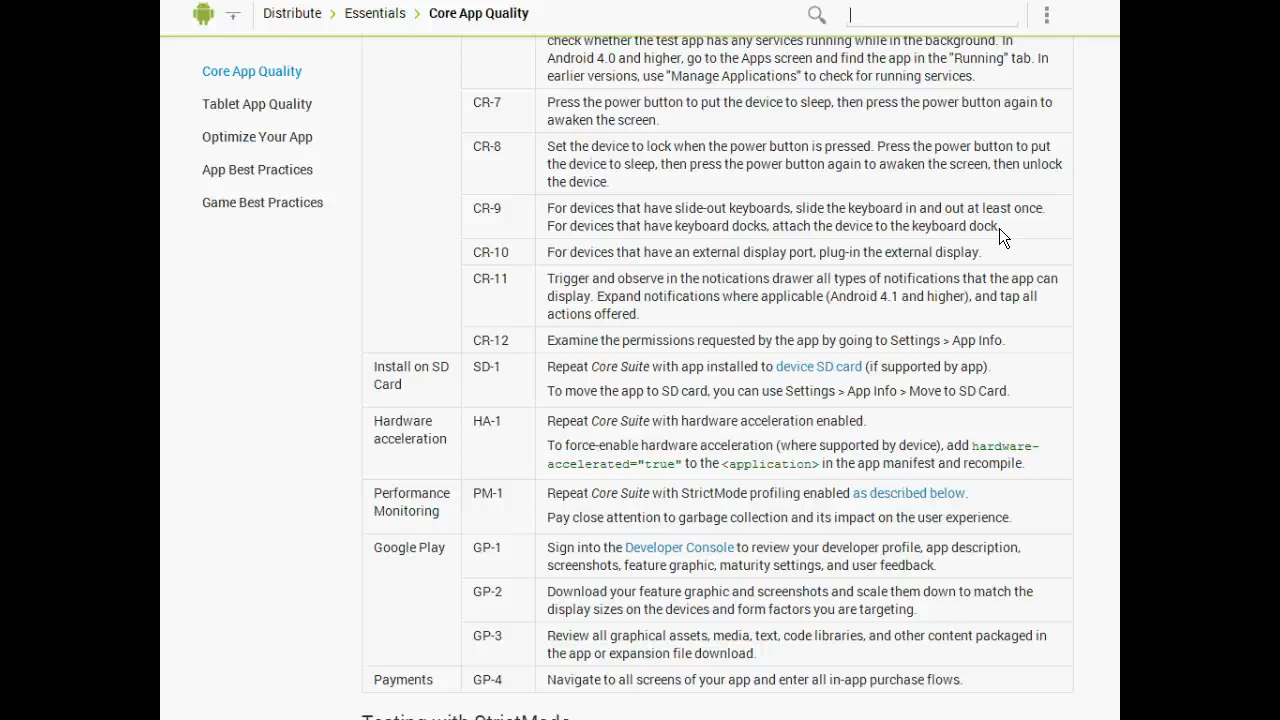 Distribute > Essentials > Core App Quality
Core App Quality
Tablet App Quality
Optimize Your App
App Best Practices
Game Best Practices
check whether the test app has any services running while in the background. In
Android 4.0 and higher, go to the Apps screen and find the app in the "Running" tab. In
earlier versions, use "Manage Applications" to check for running services.
CR-7 Press the power button to put the device to sleep, then press the power button again to
awaken the screen.
CR-8 Set the device to lock when the power button is pressed. Press the power button to put
the device to sleep, then press the power button again to awaken the screen, then unlock
the device.
CR-9 For devices that have slide-out keyboards, slide the keyboard in and out at least once.
For devices that have keyboard docks, attach the device to the keyboard dock.
CR-10 For devices that have an external display port, plug-in the external display.
CR-11 Trigger and observe in the notications drawer all types of notifications that the app can
display. Expand notifications where applicable (Android 4.1 and higher), and tap all
actions offered.
CR-12 Examine the permissions requested by the app by going to Settings > App Info.
Install on SD
Card
SD-1 Repeat Core Suite with app installed to device SD card (if supported by app).
To move the app to SD card, you can use Settings > App Info > Move to SD Card.
Hardware
acceleration
HA-1 Repeat Core Suite with hardware acceleration enabled.
To force-enable hardware acceleration (where supported by device), add hardware-
accelerated="true" to the <application> in the app manifest and recompile.
Performance
Monitoring
PM-1 Repeat Core Suite with StrictMode profiling enabled as described below.
Pay close attention to garbage collection and its impact on the user experience.
Google Play GP-1 Sign into the Developer Console to review your developer profile, app description,
screenshots, feature graphic, maturity settings, and user feedback.
GP-2 Download your feature graphic and screenshots and scale them down to match the
display sizes on the devices and form factors you are targeting.
GP-3 Review all graphical assets, media, text, code libraries, and other content packaged in
the app or expansion file download.
Payments GP-4 Navigate to all screens of your app and enter all in-app purchase flows.
Testing with StrictMode